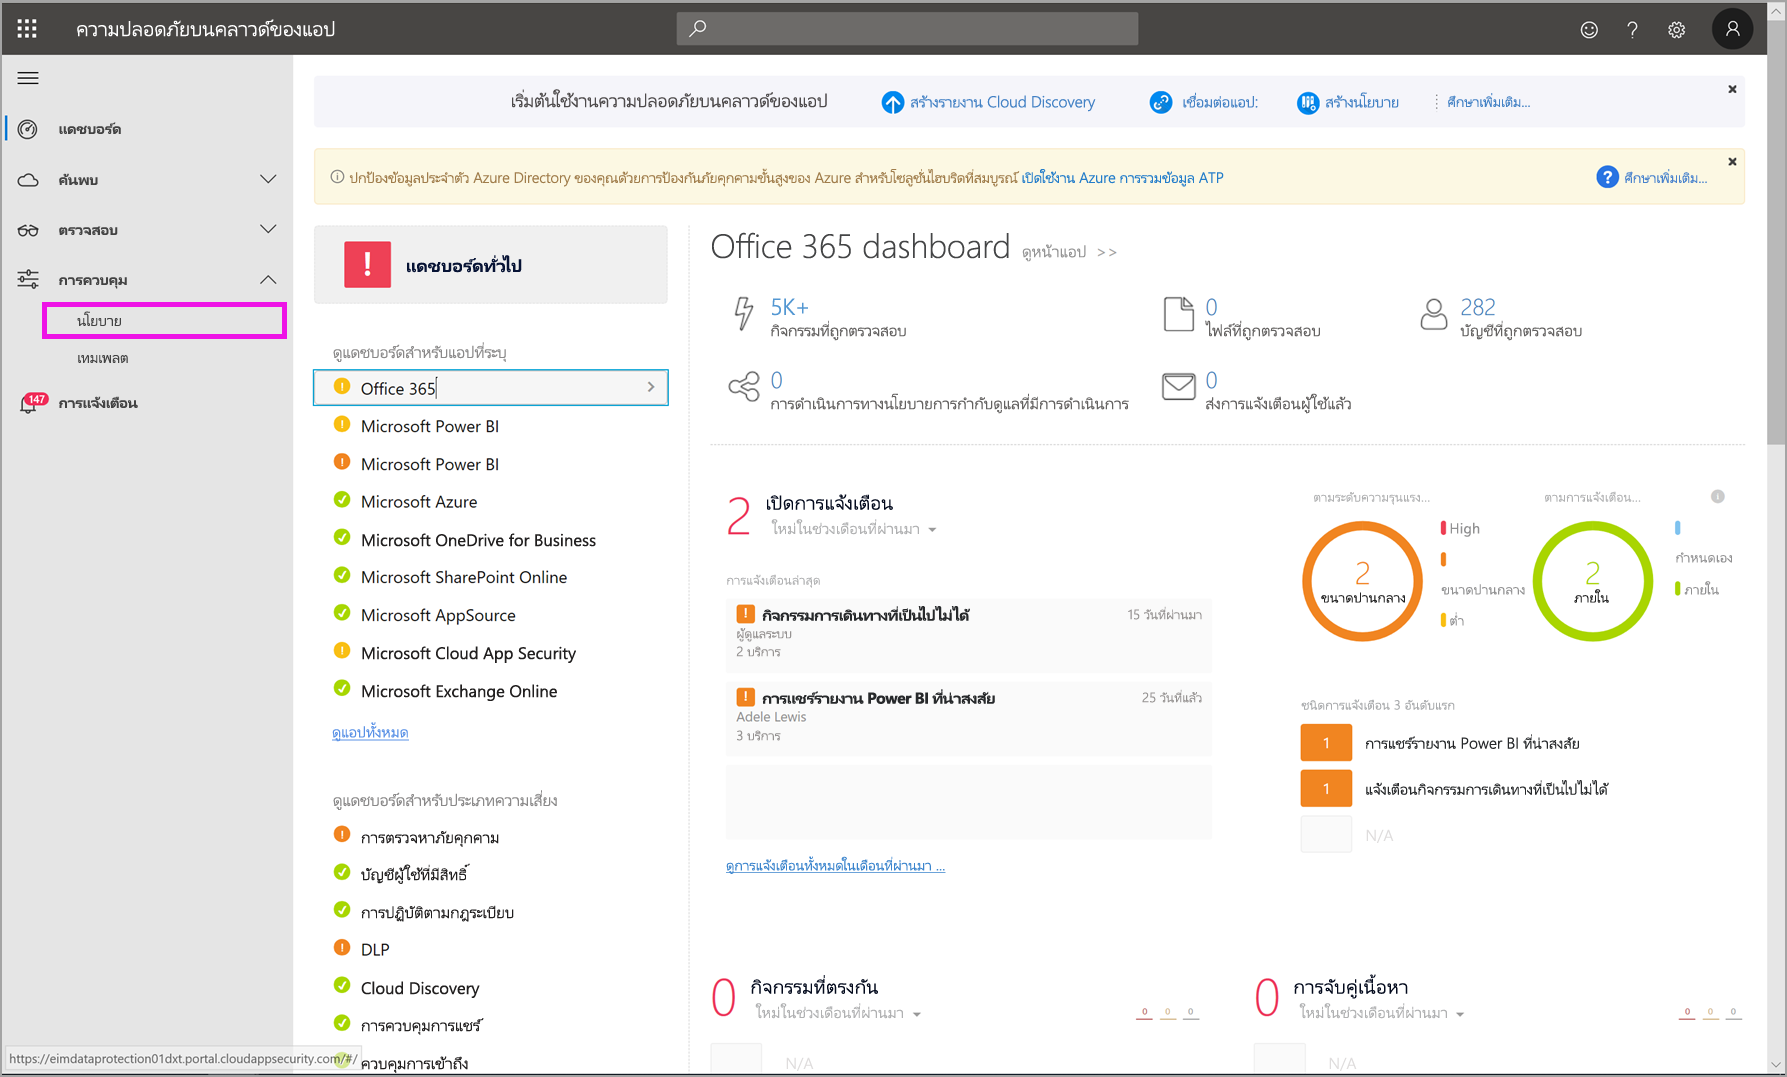 ความปลอดภัยบนคลาวด์ของแอป
แดชบอร์ด
ค้นพบ
ตรวจสอบ
การควบคุม
นโยบาย
เทมเพลต
147
การแจ้งเตือน
เริ่มต้นใช้งานความปลอดภัยบนคลาวด์ของแอป
สร้างรายงาน Cloud Discovery
เชื่อมต่อแอป:
สร้างนโยบาย
ศึกษาเพิ่มเติม...
ปกป้องข้อมูลประจำตัว Azure Directory ของคุณด้วยการป้องกันภัยคุกคามขั้นสูงของ Azure สำหรับโซลูชั่นไฮบริดที่สมบูรณ์ เปิดใช้งาน Azure การรวมข้อมูล ATP
ศึกษาเพิ่มเติม...
แดชบอร์ดทั่วไป
ดูแดชบอร์ดสำหรับแอปที่ระบุ
Office 365
Microsoft Power BI
Microsoft Power BI
Microsoft Azure
Microsoft OneDrive for Business
Microsoft SharePoint Online
Microsoft AppSource
Microsoft Cloud App Security
Microsoft Exchange Online
ดูแอปทั้งหมด
ดูแดชบอร์ดสำหรับประเภทความเสี่ยง
การตรวจหาภัยคุกคาม
บัญชีผู้ใช้ที่มีสิทธิ์
การปฏิบัติตามกฎระเบียบ
DLP
Cloud Discovery
การควบคุมการแชร์
ควบคุมการเข้าถึง
https://eimdataprotection01dxt.portal.cloudappsecurity.com/#/
Office 365 dashboard ดูหน้าแอป >>
5K+
กิจกรรมที่ถูกตรวจสอบ
0
ไฟล์ที่ถูกตรวจสอบ
282
บัญชีที่ถูกตรวจสอบ
0
การดำเนินการทางนโยบายการกำกับดูแลที่มีการดำเนินการ
0
ส่งการแจ้งเตือนผู้ใช้แล้ว
2 เปิดการแจ้งเตือน
ใหม่ในช่วงเดือนที่ผ่านมา
การแจ้งเตือนล่าสุด
กิจกรรมการเดินทางที่เป็นไปไม่ได้ 15 วันที่ผ่านมา
ผู้ดูแลระบบ
2 บริการ
การแชร์รายงาน Power BI ที่น่าสงสัย 25 วันที่แล้ว
Adele Lewis
3 บริการ
ดูการแจ้งเตือนทั้งหมดในเดือนที่ผ่านมา ...
ตามระดับความรุนแรง...
2
ขนาดปานกลาง
High
ขนาดปานกลาง
ต่ำ
ตามการแจ้งเตือน...
2
ภายใน
กำหนดเอง
ภายใน
ชนิดการแจ้งเตือน 3 อันดับแรก
1 การแชร์รายงาน Power BI ที่น่าสงสัย
1 แจ้งเตือนกิจกรรมการเดินทางที่เป็นไปไม่ได้
N/A
0 กิจกรรมที่ตรงกัน
ใหม่ในช่วงเดือนที่ผ่านมา
0 0 0
N/A
0 การจับคู่เนื้อหา
ใหม่ในช่วงเดือนที่ผ่านมา
0 0 0
N/A